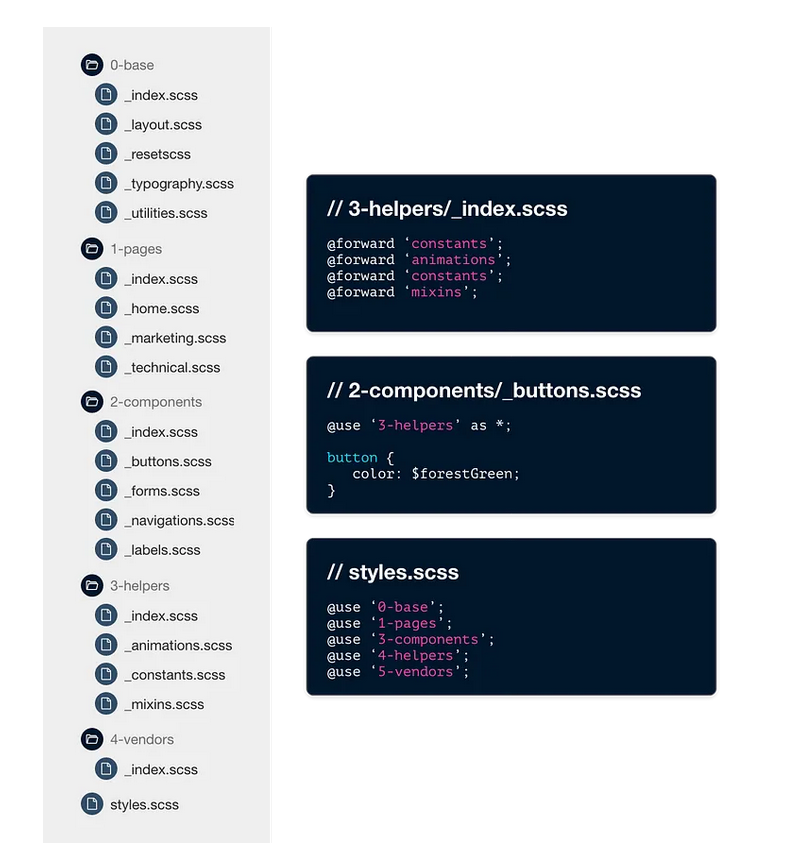 0-base
_index.scss
_layout.scss
_resetscss
_typography.scss
_utilities.scss
1-pages
_index.scss
_home.scss
_marketing.scss
_technical.scss
2-components
_index.scss
_buttons.scss
_forms.scss
_navigations.scss
_labels.scss
3-helpers
_index.scss
_animations.scss
_constants.scss
_mixins.scss
4-vendors
_index.scss
styles.scss
// 3-helpers/_index.scss
@forward ‘constants’;
@forward ‘animations’;
@forward ‘constants’;
@forward ‘mixins’;
// 2-components/_buttons.scss
@use ‘3-helpers’ as *;
button {
color: $forestGreen;
}
// styles.scss
@use ‘0-base’;
@use ‘1-pages’;
@use ‘3-components’;
@use ‘4-helpers’;
@use ‘5-vendors’;